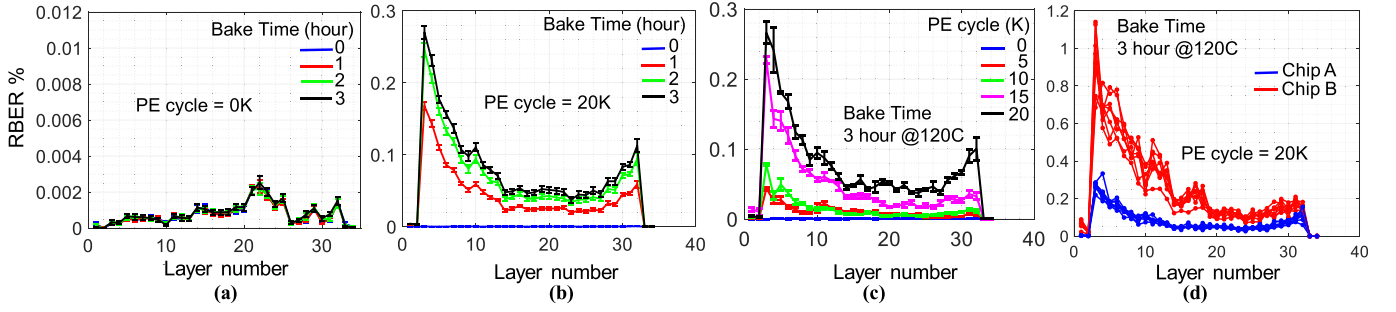 RBER %
0.012
0.01
0.008
0.006
0.004
0.002
0
Bake Time (hour)
0
1
2
3
PE cycle = 0K
0 10 20 30
Layer number
(a)
0.3
0.2
0.1
0
Bake Time (hour)
0
1
2
3
PE cycle = 20K
0 10 20 30 40
Layer number
(b)
0.3
0.2
0.1
0
PE cycle (K)
0
5
10
15
20
Bake Time
3 hour @120C
0 10 20 30 40
Layer number
(c)
1.2
1
0.8
0.6
0.4
0.2
0
Bake Time
3 hour @120C
Chip A
Chip B
PE cycle = 20K
0 10 20 30 40
Layer number
(d)